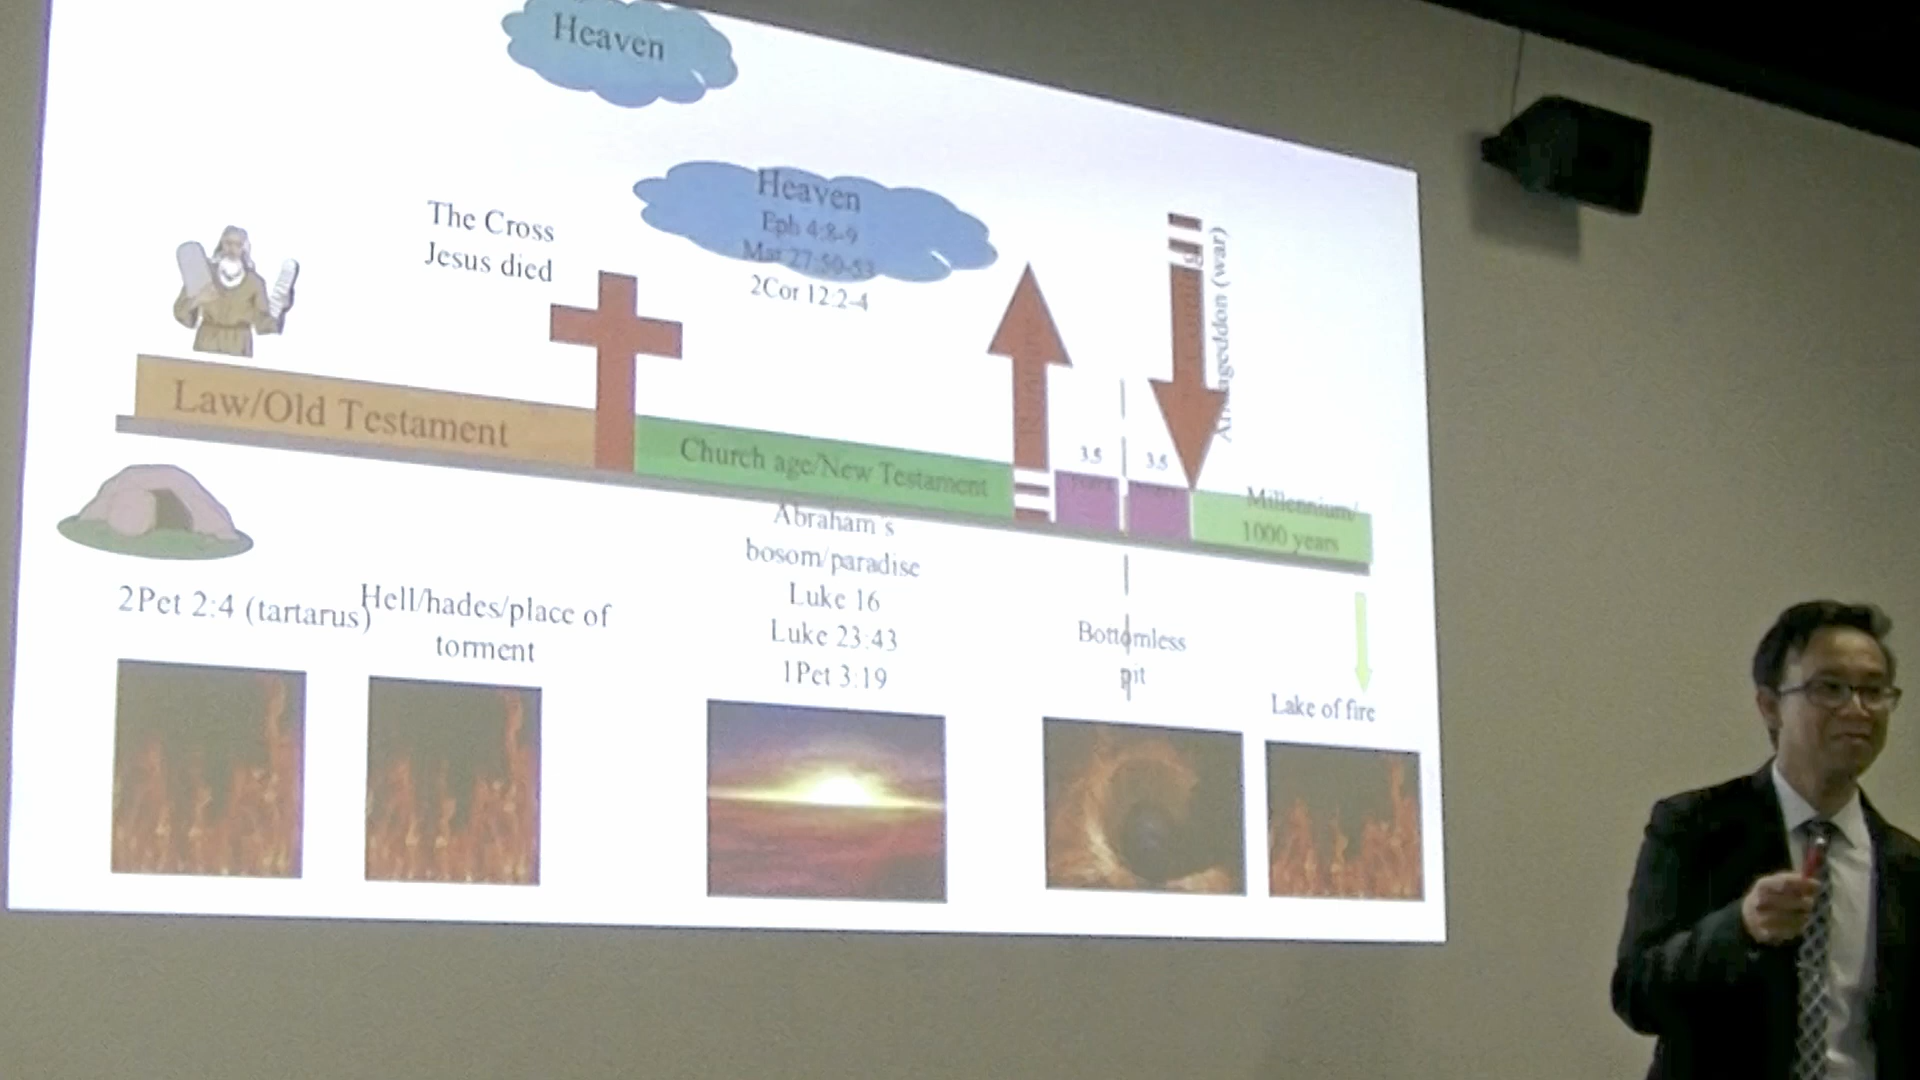 Heaven
Heaven
Eph 4:8-9
Mat 27:50-53
2Cor 12:2-4
The Cross
Jesus died
Armageddon (war)
Law/Old Testament
Church age/New Testament
3.5
3.5
Millennium/
1000 years
Abraham's
bosom/paradise
Luke 16
Luke 23:43
1Pet 3:19
2Pet 2:4 (tartarus)
Hell/hades/place of
torment
Bottomless
pit
Lake of fire